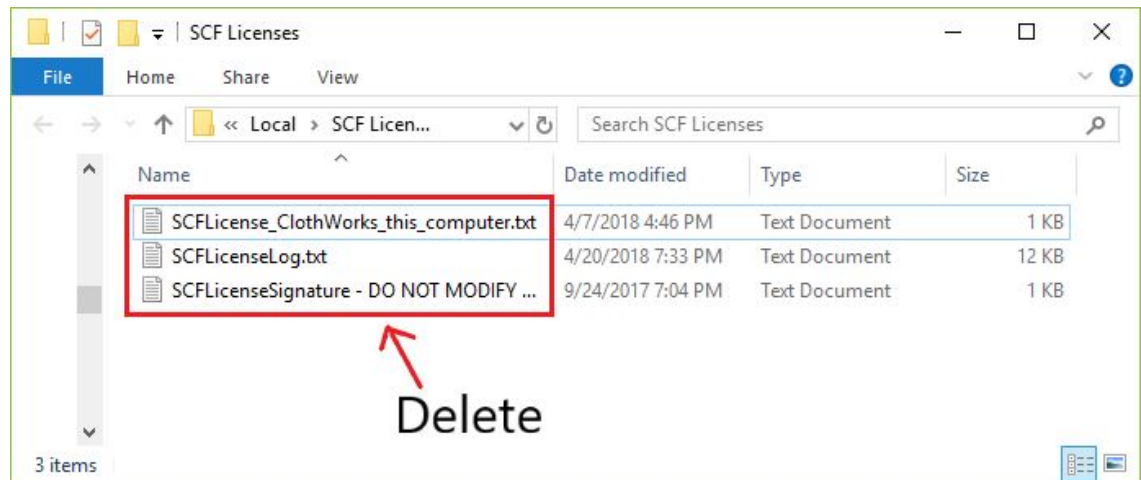 SCF Licenses
File Home Share View
« Local › SCF Licen... Search SCF Licenses
Name Date modified Type Size
SCFLicense_ClothWorks_this_computer.txt 4/7/2018 4:46 PM Text Document 1 KB
SCFLicenseLog.txt 4/20/2018 7:33 PM Text Document 12 KB
SCFLicenseSignature - DO NOT MODIFY ... 9/24/2017 7:04 PM Text Document 1 KB
Delete
3 items